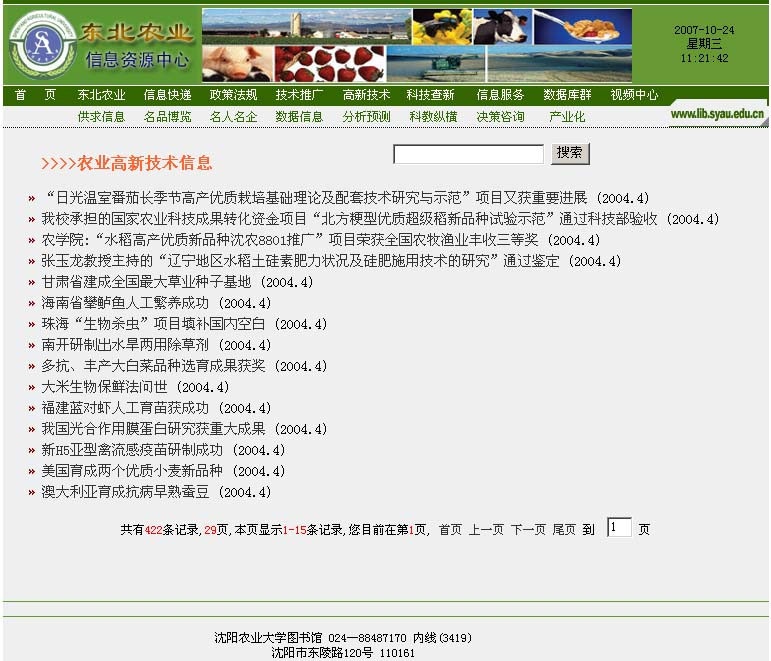 东北农业
信息资源中心
2007-10-24
星期三
11:21:42
首 页 东北农业 信息快递 政策法规 技术推广 高新技术 科技查新 信息服务 数据库群 视频中心
供求信息 名品博览 名人名企 数据信息 分析预测 科教纵横 决策咨询 产业化 www.lib.syau.edu.cn
>>>>农业高新技术信息 搜索
» “日光温室番茄长季节高产优质栽培基础理论及配套技术研究与示范”项目又获重要进展 (2004.4)
» 我校承担的国家农业科技成果转化资金项目“北方粳型优质超级稻新品种试验示范”通过科技部验收 (2004.4)
» 农学院:“水稻高产优质新品种沈农8801推广”项目荣获全国农牧渔业丰收三等奖 (2004.4)
» 张玉龙教授主持的“辽宁地区水稻土硅素肥力状况及硅肥施用技术的研究”通过鉴定 (2004.4)
» 甘肃省建成全国最大草业种子基地 (2004.4)
» 海南省攀鲈鱼人工繁养成功 (2004.4)
» 珠海“生物杀虫”项目填补国内空白 (2004.4)
» 南开研制出水旱两用除草剂 (2004.4)
» 多抗、丰产大白菜品种选育成果获奖 (2004.4)
» 大米生物保鲜法问世 (2004.4)
» 福建蓝对虾人工育苗获成功 (2004.4)
» 我国光合作用膜蛋白研究获重大成果 (2004.4)
» 新H5亚型禽流感疫苗研制成功 (2004.4)
» 美国育成两个优质小麦新品种 (2004.4)
» 澳大利亚育成抗病早熟蚕豆 (2004.4)
共有422条记录,29页,本页显示1-15条记录,您目前在第1页, 首页 上一页 下一页 尾页 到 1 页
沈阳农业大学图书馆 024—88487170 内线(3419)
沈阳市东陵路120号 110161